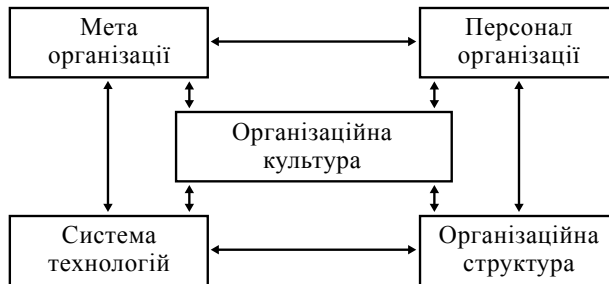 Мета
організації
Персонал
організації
Організаційна
культура
Система
технологій
Організаційна
структура